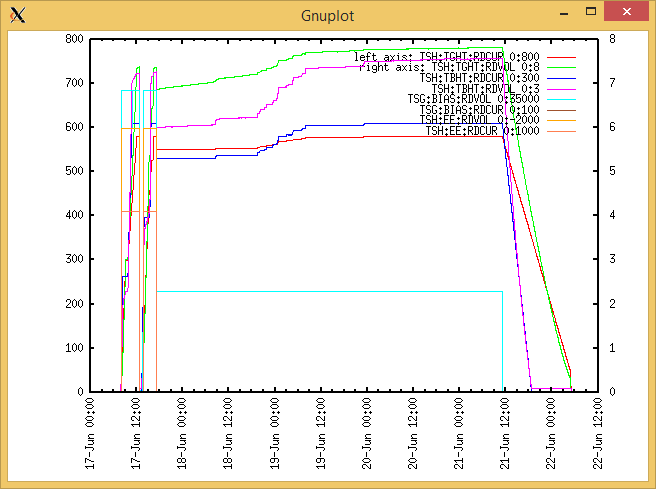 Gnuplot
800
700
600
500
400
300
200
100
0
8
7
6
5
4
3
2
1
0
left axis: TSH:TGHT:RDCUR 0:800
right axis: TSH:TGHT:RDVOL 0:8
TSH:TBHT:RDCUR 0:300
TSH:TBHT:RDVOL 0:3
TSG:BIAS:RDVOL
TSG:BIAS:RDCUR 0:100
TSH:EE:RDVOL 0:-2000
TSH:EE:RDCUR 0:1000
17-Jun 00:00
17-Jun 12:00
18-Jun 00:00
18-Jun 12:00
19-Jun 00:00
19-Jun 12:00
20-Jun 00:00
20-Jun 12:00
21-Jun 00:00
21-Jun 12:00
22-Jun 00:00
22-Jun 12:00